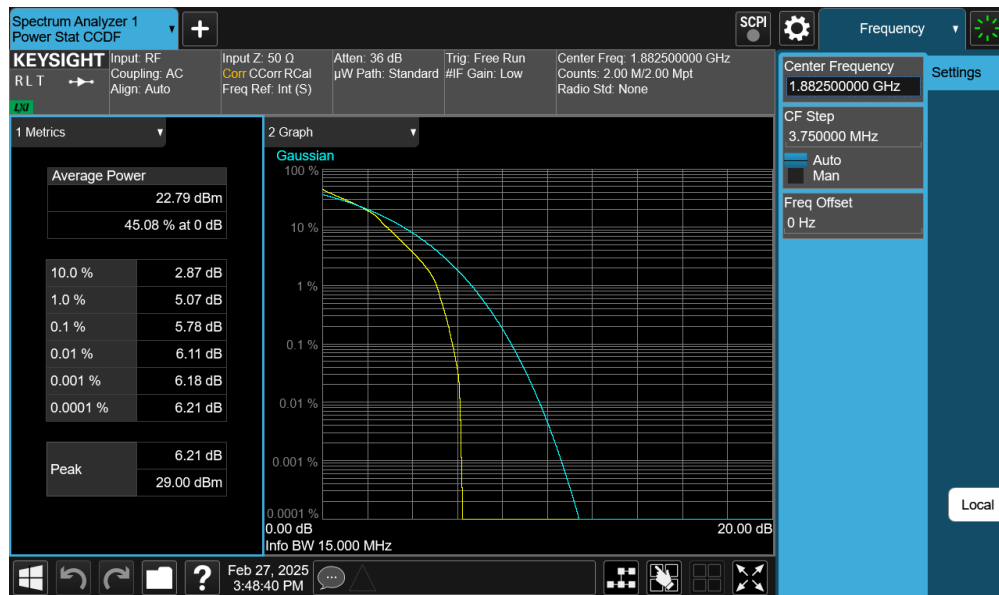 Spectrum Analyzer 1
Power Stat CCDF
+
SCPI
Frequency
KEYSIGHT
RLT
LXI
Input: RF
Coupling: AC
Align: Auto
Input Z: 50 Ω
Corr CCorr RCal
Freq Ref: Int (S)
Atten: 36 dB
µW Path: Standard
Trig: Free Run
#IF Gain: Low
Center Freq: 1.882500000 GHz
Counts: 2.00 M/2.00 Mpt
Radio Std: None
Center Frequency
1.882500000 GHz
Settings
CF Step
3.750000 MHz
Auto
Man
Freq Offset
0 Hz
Local
1 Metrics
Average Power
22.79 dBm
45.08 % at 0 dB
10.0 % 2.87 dB
1.0 % 5.07 dB
0.1 % 5.78 dB
0.01 % 6.11 dB
0.001 % 6.18 dB
0.0001 % 6.21 dB
Peak
6.21 dB
29.00 dBm
2 Graph
Gaussian
100 %
10 %
1 %
0.1 %
0.01 %
0.001 %
0.0001 %
0.00 dB 20.00 dB
Info BW 15.000 MHz
?
Feb 27, 2025
3:48:40 PM